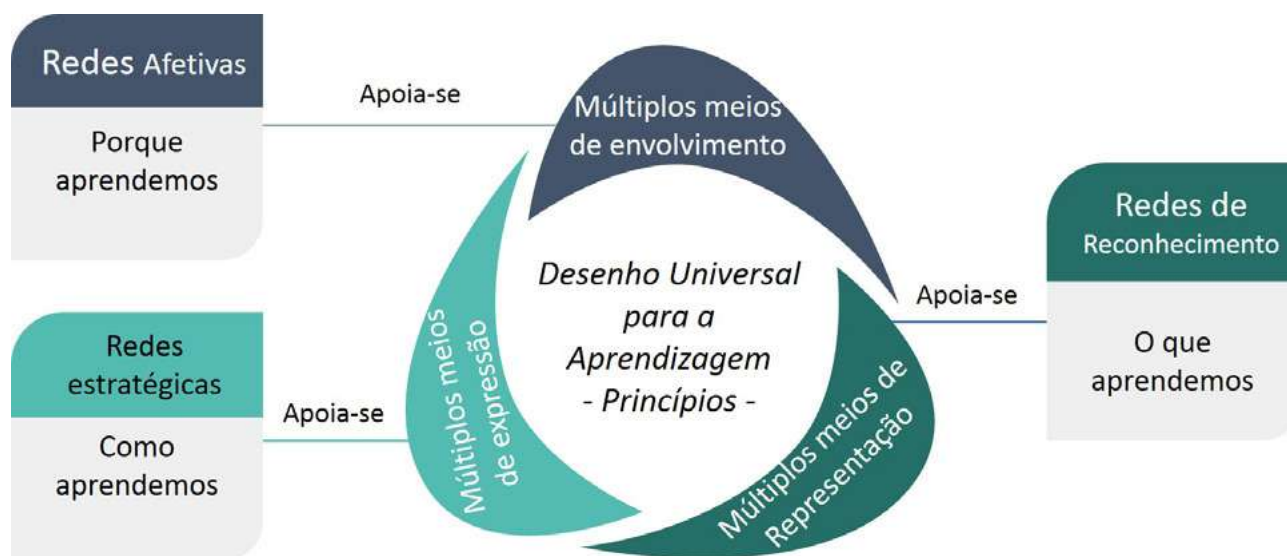 Redes Afetivas
Porque
aprendemos
Apoia-se
Múltiplos meios
de envolvimento
Redes de
Reconhecimento
O que
aprendemos
Apoia-se
Desenho Universal
para a
Aprendizagem
- Princípios -
Redes
estratégicas
Como
aprendemos
Apoia-se
Múltiplos meios
de expressão
Múltiplos meios de
Representação